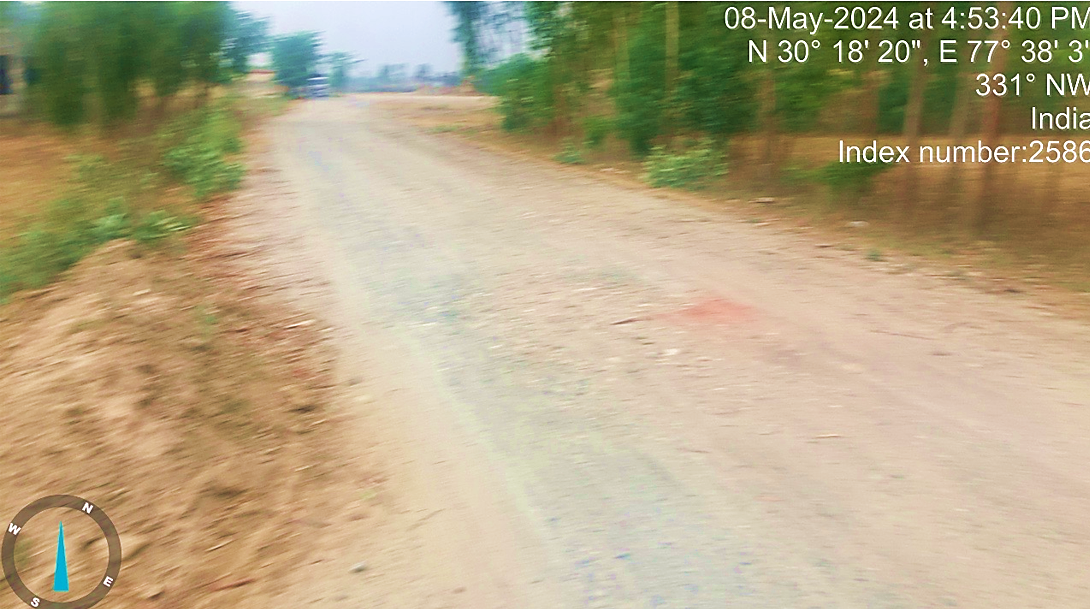 08-May-2024 at 4:53:40 PM
N 30° 18' 20", E 77° 38' 3"
331° NW
India
Index number:2586
N
W
E
S